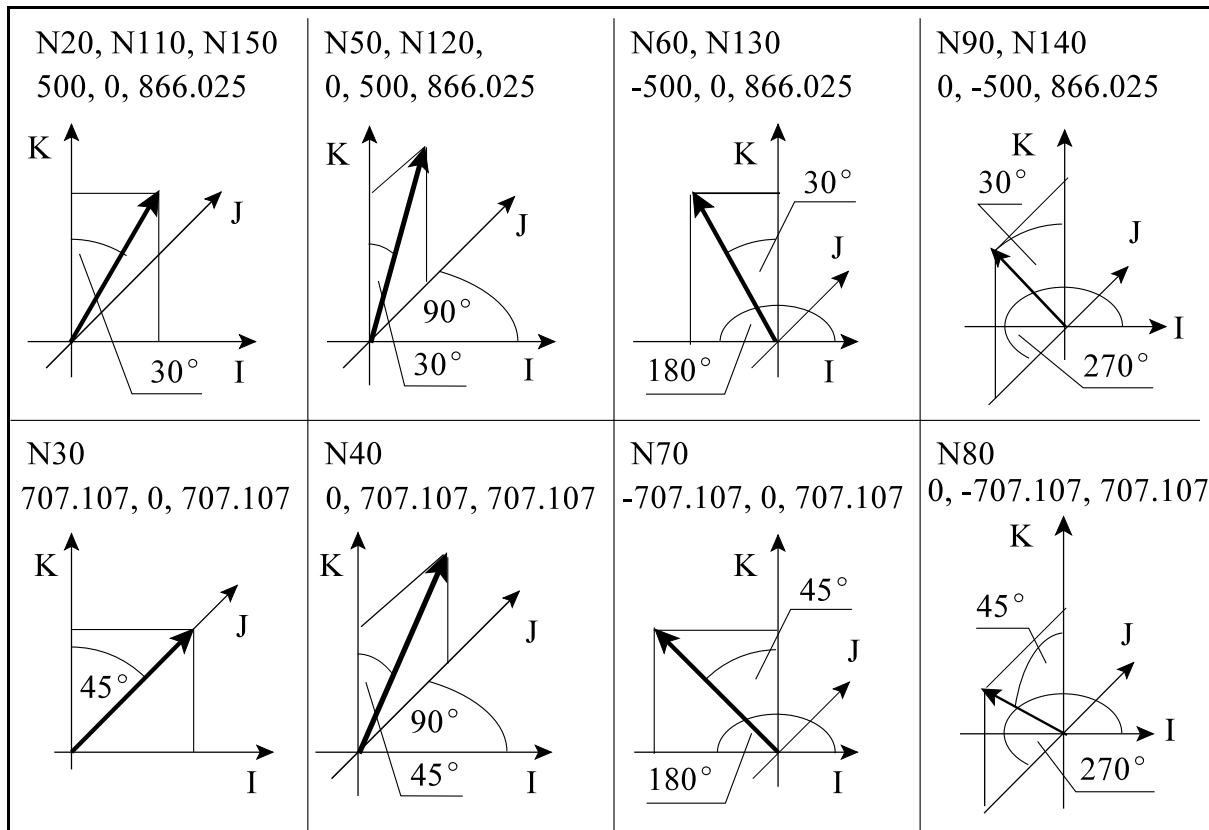 N20, N110, N150
500, 0, 866.025
K
J
30°
I
N50, N120,
0, 500, 866.025
K
J
90°
30°
I
N60, N130
-500, 0, 866.025
K
30°
J
180°
I
N90, N140
0, -500, 866.025
K
30°
J
I
270°
N30
707.107, 0, 707.107
K
J
45°
I
N40
0, 707.107, 707.107
K
J
90°
45°
I
N70
-707.107, 0, 707.107
K
45°
J
180°
I
N80
0, -707.107, 707.107
K
45°
J
I
270°